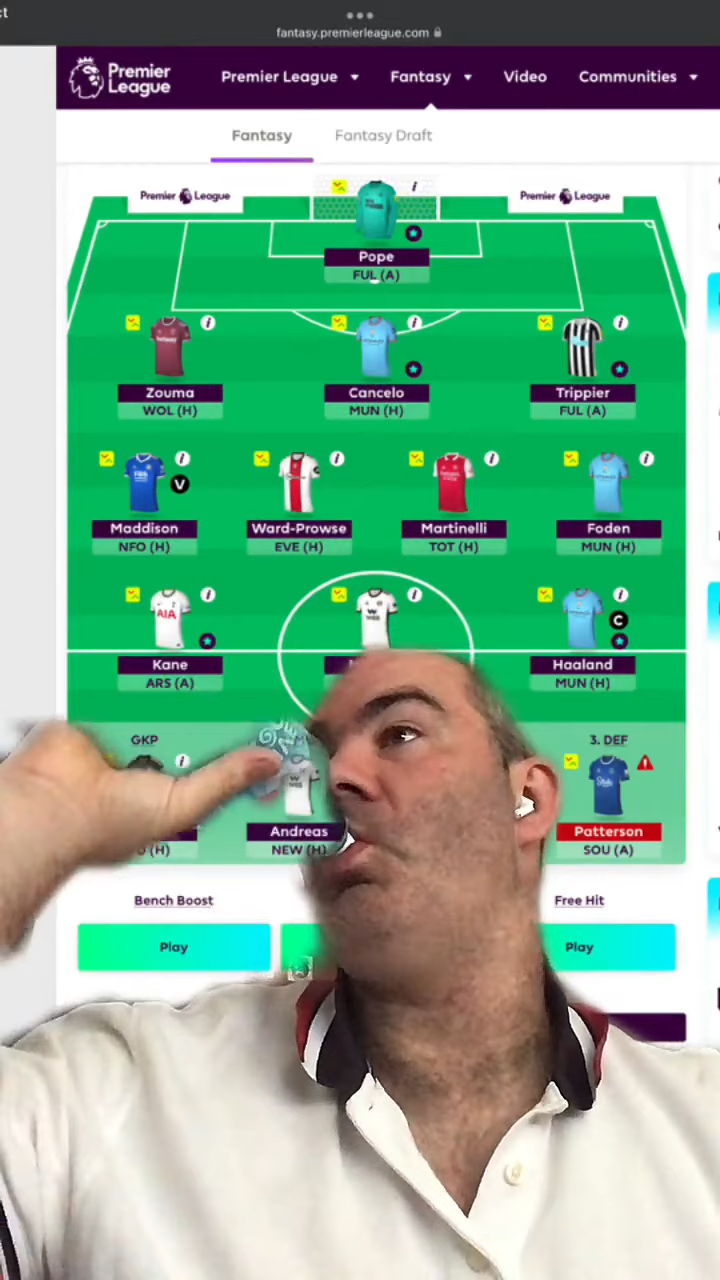 ct
fantasy.premierleague.com
Premier League
Premier League Fantasy Video Communities
Fantasy Fantasy Draft
Premier League Premier League
Pope
FUL (A)
Zouma Cancelo Trippier
WOL (H) MUN (H) FUL (A)
V
Maddison Ward-Prowse Martinelli Foden
NFO (H) EVE (H) TOT (H) MUN (H)
AIA
C
Kane Haaland
ARS (A) MUN (H)
GKP 3. DEF
Andreas Patterson
(H) NEW (H) SOU (A)
Bench Boost Free Hit
Play Play